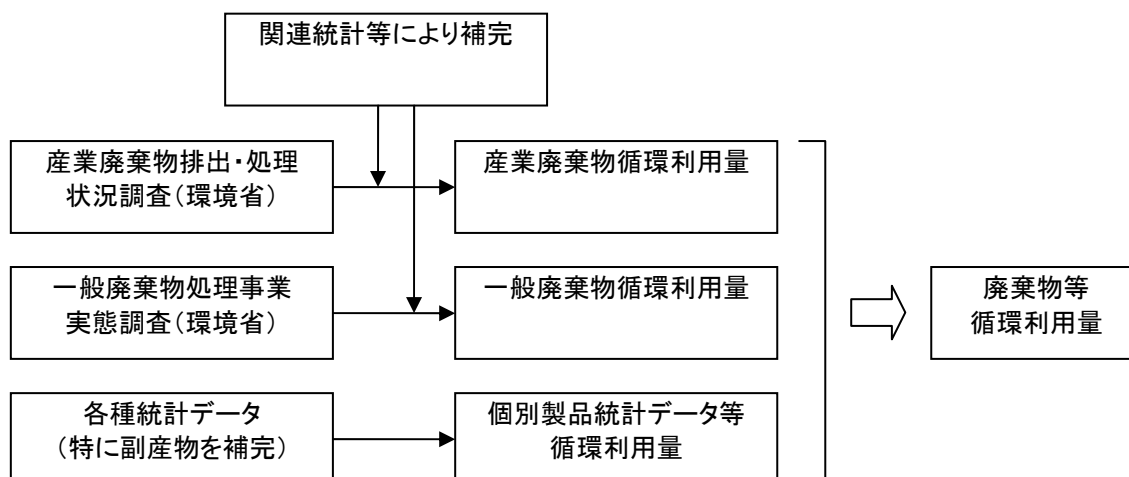 関連統計等により補完
産業廃棄物排出・処理
状況調査（環境省）
産業廃棄物循環利用量
一般廃棄物処理事業
実態調査（環境省）
一般廃棄物循環利用量
廃棄物等
循環利用量
各種統計データ
（特に副産物を補完）
個別製品統計データ等
循環利用量